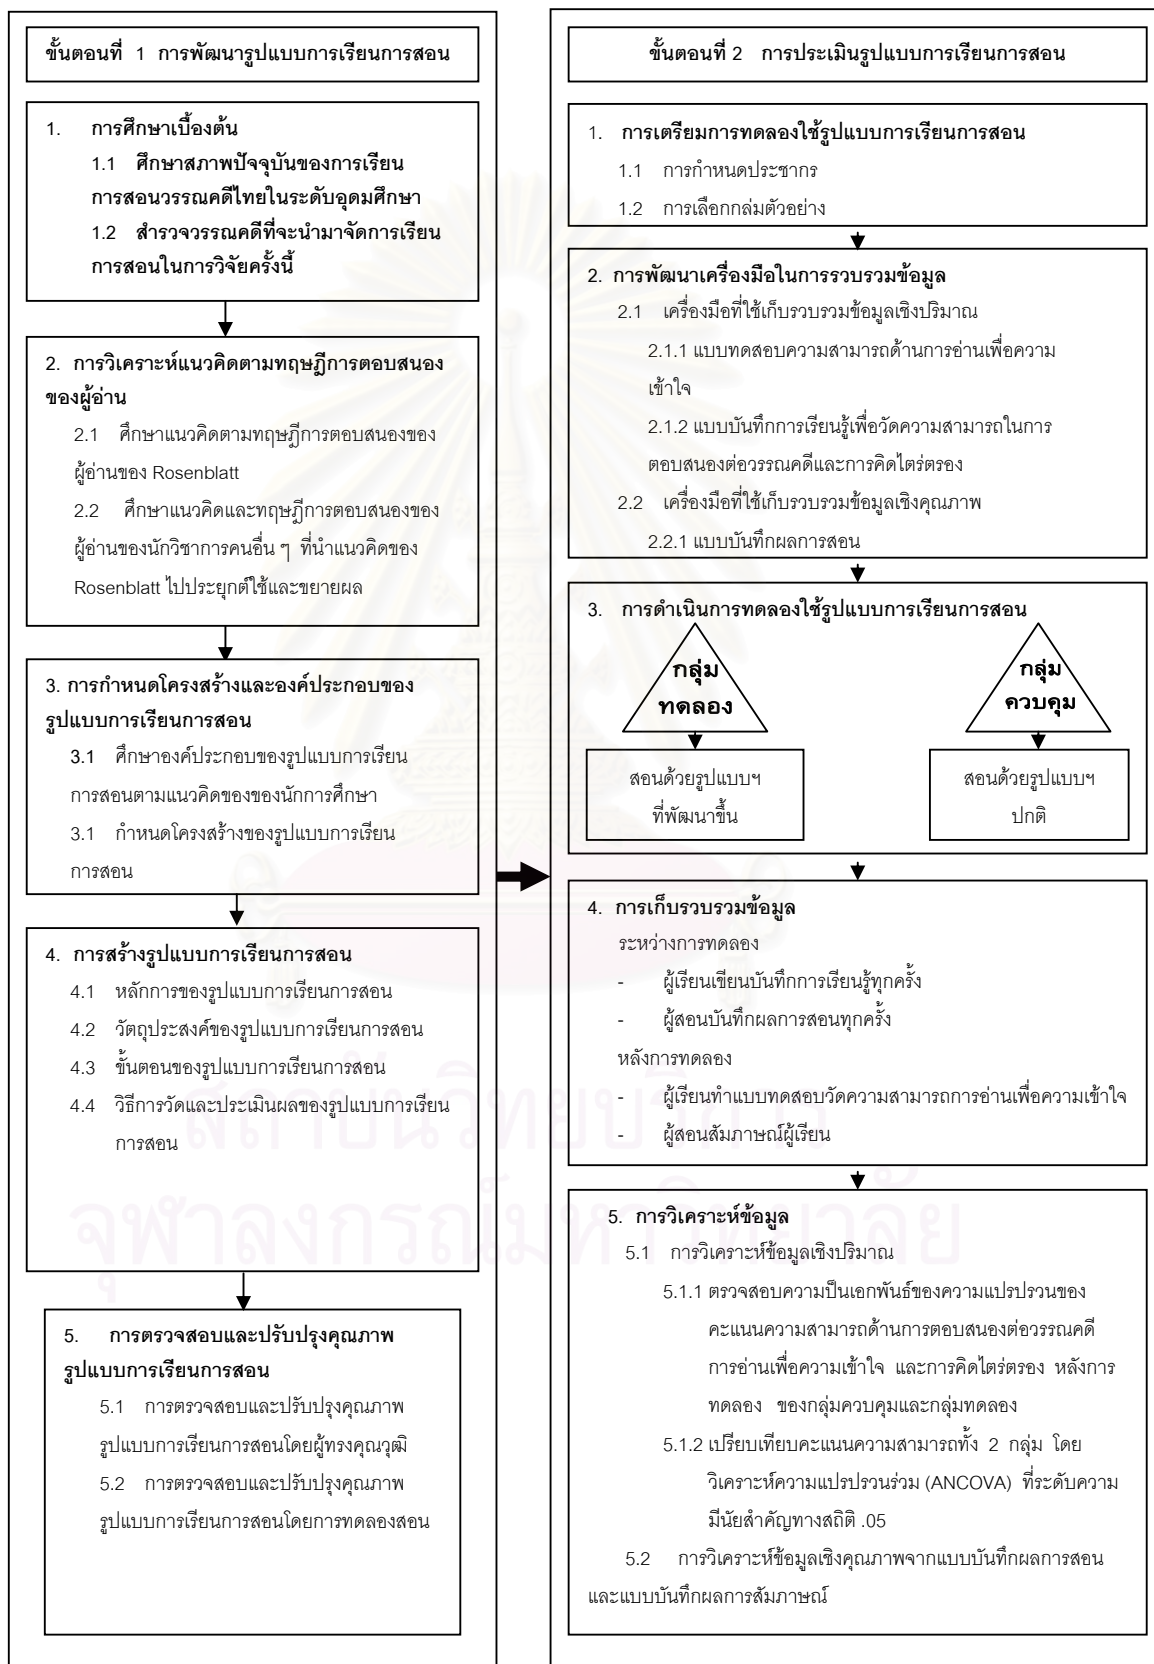 ขั้นตอนที่ 1 การพัฒนารูปแบบการเรียนการสอน
1. การศึกษาเบื้องต้น
1.1 ศึกษาสภาพปัจจุบันของการเรียน
การสอนวรรณคดีไทยในระดับอุดมศึกษา
1.2 สำรวจวรรณคดีที่จะนำมาจัดการเรียน
การสอนในการวิจัยครั้งนี้
2. การวิเคราะห์แนวคิดตามทฤษฎีการตอบสนอง
ของผู้อ่าน
2.1 ศึกษาแนวคิดตามทฤษฎีการตอบสนองของ
ผู้อ่านของ Rosenblatt
2.2 ศึกษาแนวคิดและทฤษฎีการตอบสนองของ
ผู้อ่านของนักวิชาการคนอื่น ๆ ที่นำแนวคิดของ
Rosenblatt ไปประยุกต์ใช้และขยายผล
3. การกำหนดโครงสร้างและองค์ประกอบของ
รูปแบบการเรียนการสอน
3.1 ศึกษาองค์ประกอบของรูปแบบการเรียน
การสอนตามแนวคิดของของนักการศึกษา
3.1 กำหนดโครงสร้างของรูปแบบการเรียน
การสอน
4. การสร้างรูปแบบการเรียนการสอน
4.1 หลักการของรูปแบบการเรียนการสอน
4.2 วัตถุประสงค์ของรูปแบบการเรียนการสอน
4.3 ขั้นตอนของรูปแบบการเรียนการสอน
4.4 วิธีการวัดและประเมินผลของรูปแบบการเรียน
การสอน
5. การตรวจสอบและปรับปรุงคุณภาพ
รูปแบบการเรียนการสอน
5.1 การตรวจสอบและปรับปรุงคุณภาพ
รูปแบบการเรียนการสอนโดยผู้ทรงคุณวุฒิ
5.2 การตรวจสอบและปรับปรุงคุณภาพ
รูปแบบการเรียนการสอนโดยการทดลองสอน
ขั้นตอนที่ 2 การประเมินรูปแบบการเรียนการสอน
1. การเตรียมการทดลองใช้รูปแบบการเรียนการสอน
1.1 การกำหนดประชากร
1.2 การเลือกกลุ่มตัวอย่าง
2. การพัฒนาเครื่องมือในการรวบรวมข้อมูล
2.1 เครื่องมือที่ใช้เก็บรวบรวมข้อมูลเชิงปริมาณ
2.1.1 แบบทดสอบความสามารถด้านการอ่านเพื่อความ
เข้าใจ
2.1.2 แบบบันทึกการเรียนรู้เพื่อวัดความสามารถในการ
ตอบสนองต่อวรรณคดีและการคิดไตร่ตรอง
2.2 เครื่องมือที่ใช้เก็บรวบรวมข้อมูลเชิงคุณภาพ
2.2.1 แบบบันทึกผลการสอน
3. การดำเนินการทดลองใช้รูปแบบการเรียนการสอน
กลุ่ม
ทดลอง
สอนด้วยรูปแบบฯ
ที่พัฒนาขึ้น
กลุ่ม
ควบคุม
สอนด้วยรูปแบบฯ
ปกติ
4. การเก็บรวบรวมข้อมูล
ระหว่างการทดลอง
- ผู้เรียนเขียนบันทึกการเรียนรู้ทุกครั้ง
- ผู้สอนบันทึกผลการสอนทุกครั้ง
หลังการทดลอง
- ผู้เรียนทำแบบทดสอบวัดความสามารถการอ่านเพื่อความเข้าใจ
- ผู้สอนสัมภาษณ์ผู้เรียน
5. การวิเคราะห์ข้อมูล
5.1 การวิเคราะห์ข้อมูลเชิงปริมาณ
5.1.1 ตรวจสอบความป็นเอกพันธ์ของความแปรปรวนของ
คะแนนความสามารถด้านการตอบสนองต่อวรรณคดี
การอ่านเพื่อความเข้าใจ และการคิดไตร่ตรอง หลังการ
ทดลอง ของกลุ่มควบคุมและกลุ่มทดลอง
5.1.2 เปรียบเทียบคะแนนความสามารถทั้ง 2 กลุ่ม โดย
วิเคราะห์ความแปรปรวนร่วม (ANCOVA) ที่ระดับความ
มีนัยสำคัญทางสถิติ .05
5.2 การวิเคราะห์ข้อมูลเชิงคุณภาพจากแบบบันทึกผลการสอน
และแบบบันทึกผลการสัมภาษณ์
สถาบันวิทยบริการ
จุฬาลงกรณ์มหาวิทยาลัย